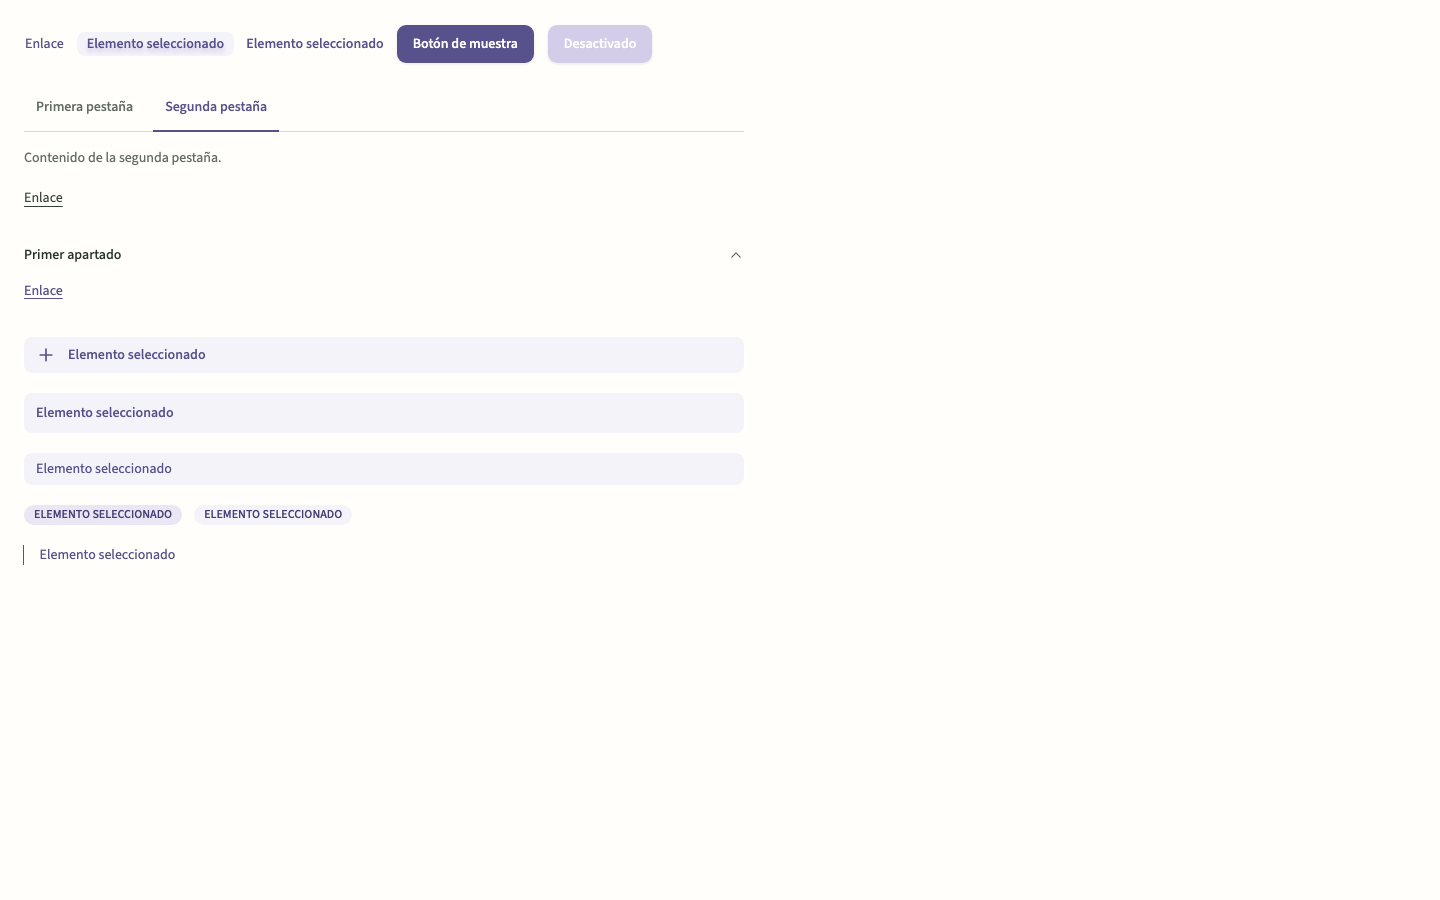 Enlace Elemento seleccionado Elemento seleccionado Botón de muestra Desactivado
Primera pestaña Segunda pestaña
Contenido de la segunda pestaña.
Enlace
Primer apartado
Enlace
Elemento seleccionado
Elemento seleccionado
Elemento seleccionado
ELEMENTO SELECCIONADO ELEMENTO SELECCIONADO
Elemento seleccionado